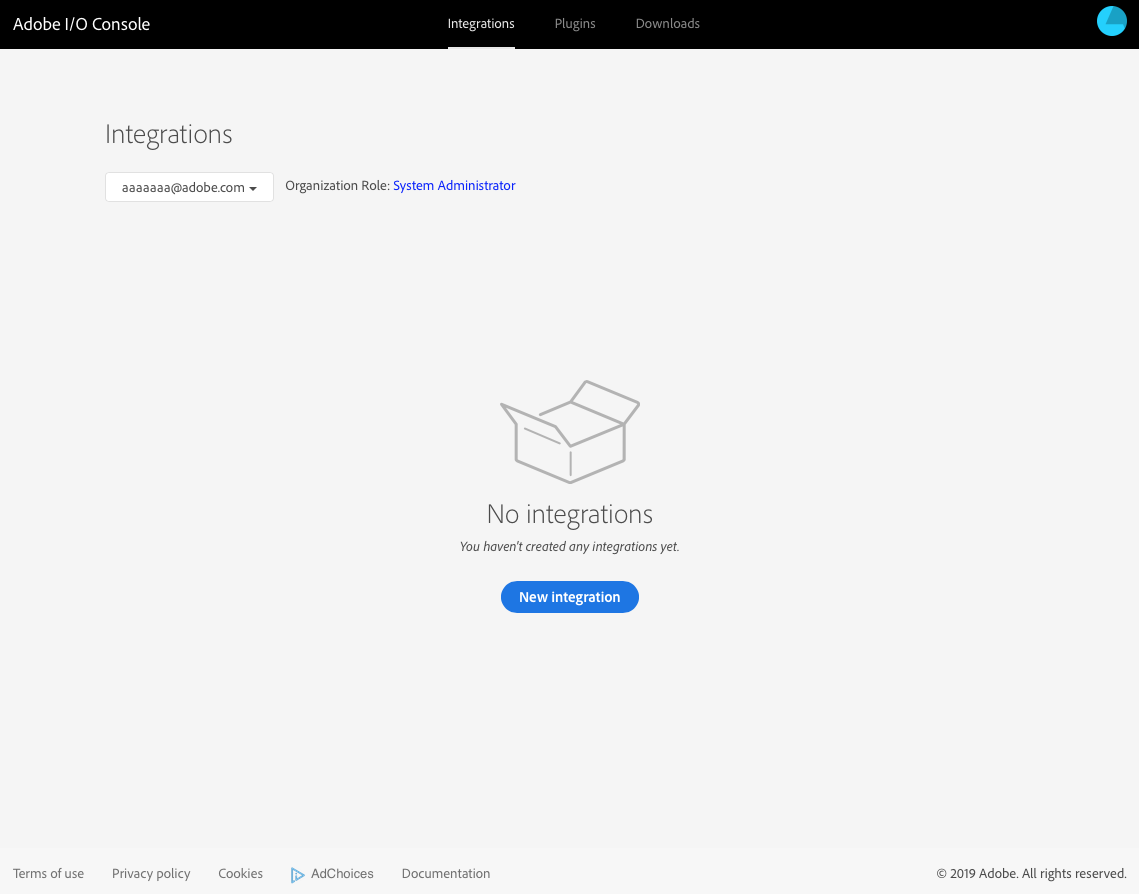 Adobe I/O Console
Integrations
Plugins
Downloads
Integrations
aaaaaaa@adobe.com
Organization Role: System Administrator
No integrations
You haven't created any integrations yet.
New integration
Terms of use
Privacy policy
Cookies
AdChoices
Documentation
© 2019 Adobe. All rights reserved.